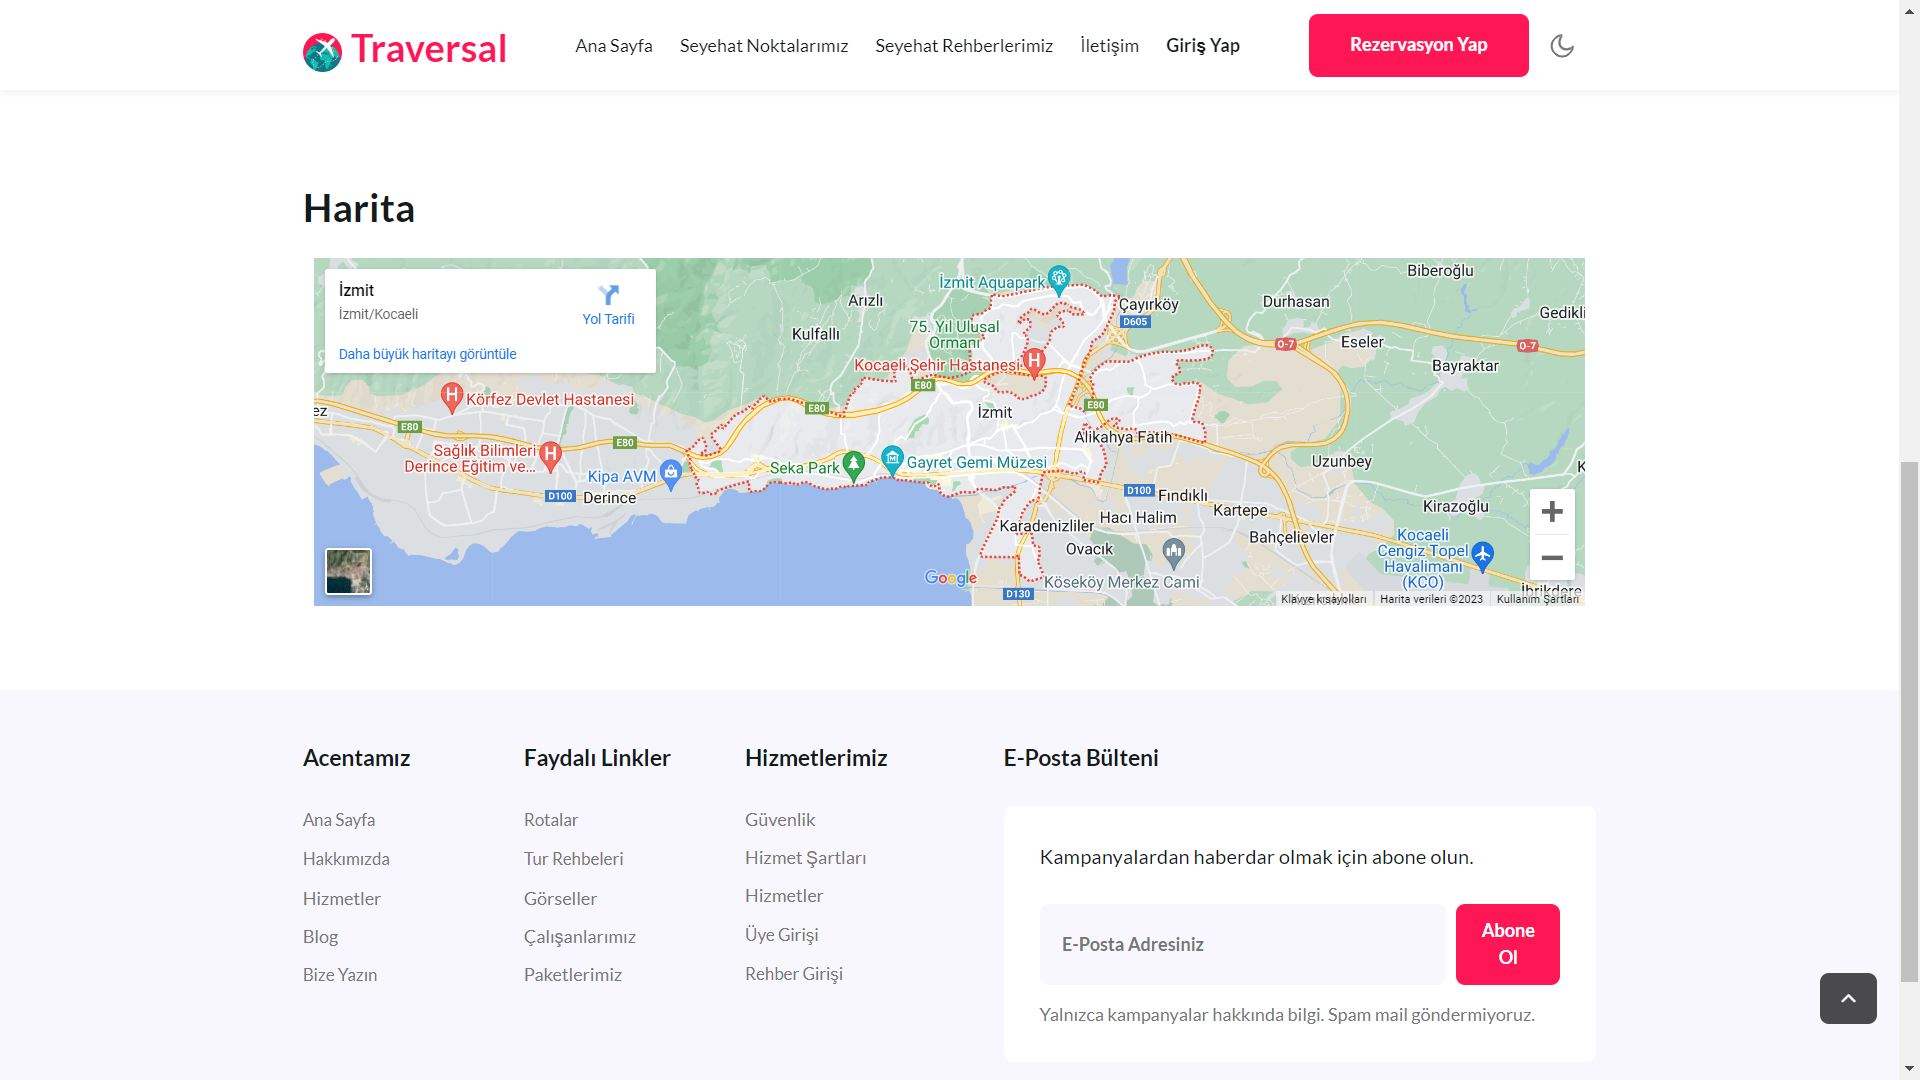 Traversal
Ana Sayfa
Seyehat Noktalarımız
Seyehat Rehberlerimiz
İletişim
Giriş Yap
Rezervasyon Yap
Harita
İzmit
İzmit/Kocaeli
Yol Tarifi
Daha büyük haritayı görüntüle
İzmit Aquapark
Biberoğlu
Arızlı
Çayırköy
Durhasan
Gedikli
D605
75. Yıl Ulusal
Ormanı
Kulfallı
O-7
Eseler
O-7
Kocaeli Şehir Hastanesi
Bayraktar
E80
Körfez Devlet Hastanesi
E80
E80
İzmit
ez
E80
E80
Alikahya Fatih
Sağlık Bilimleri
Derince Eğitim ve...
Seka Park
Gayret Gemi Müzesi
Uzunbey
Kipa AVM
D100
Derince
D100
Fındıklı
Kirazoğlu
Kartepe
Hacı Halim
Karadenizliler
Bahçelievler
Kocaeli
Cengiz Topel
Havalimanı
(KCO)
Ovacık
Google
Köseköy Merkez Cami
D130
İbrikdere
Klavye kısayolları
Harita verileri ©2023
Kullanım Şartları
Acentamız
Ana Sayfa
Hakkımızda
Hizmetler
Blog
Bize Yazın
Faydalı Linkler
Rotalar
Tur Rehbeleri
Görseller
Çalışanlarımız
Paketlerimiz
Hizmetlerimiz
Güvenlik
Hizmet Şartları
Hizmetler
Üye Girişi
Rehber Girişi
E-Posta Bülteni
Kampanyalardan haberdar olmak için abone olun.
E-Posta Adresiniz
Abone
Ol
Yalnızca kampanyalar hakkında bilgi. Spam mail göndermiyoruz.